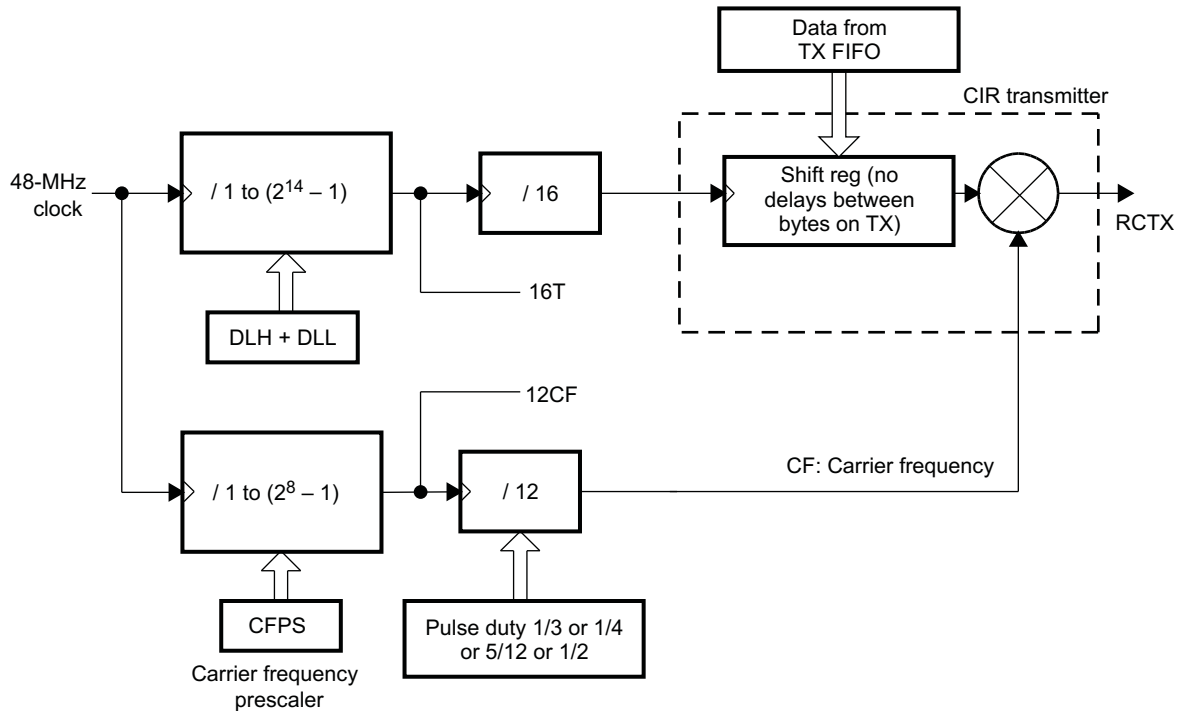 Data from
TX FIFO
CIR transmitter
48-MHz
clock
/ 1 to (2¹⁴ – 1)
/ 16
Shift reg (no
delays between
bytes on TX)
RCTX
16T
DLH + DLL
12CF
/ 1 to (2⁸ – 1)
/ 12
CF: Carrier frequency
CFPS
Carrier frequency
prescaler
Pulse duty 1/3 or 1/4
or 5/12 or 1/2